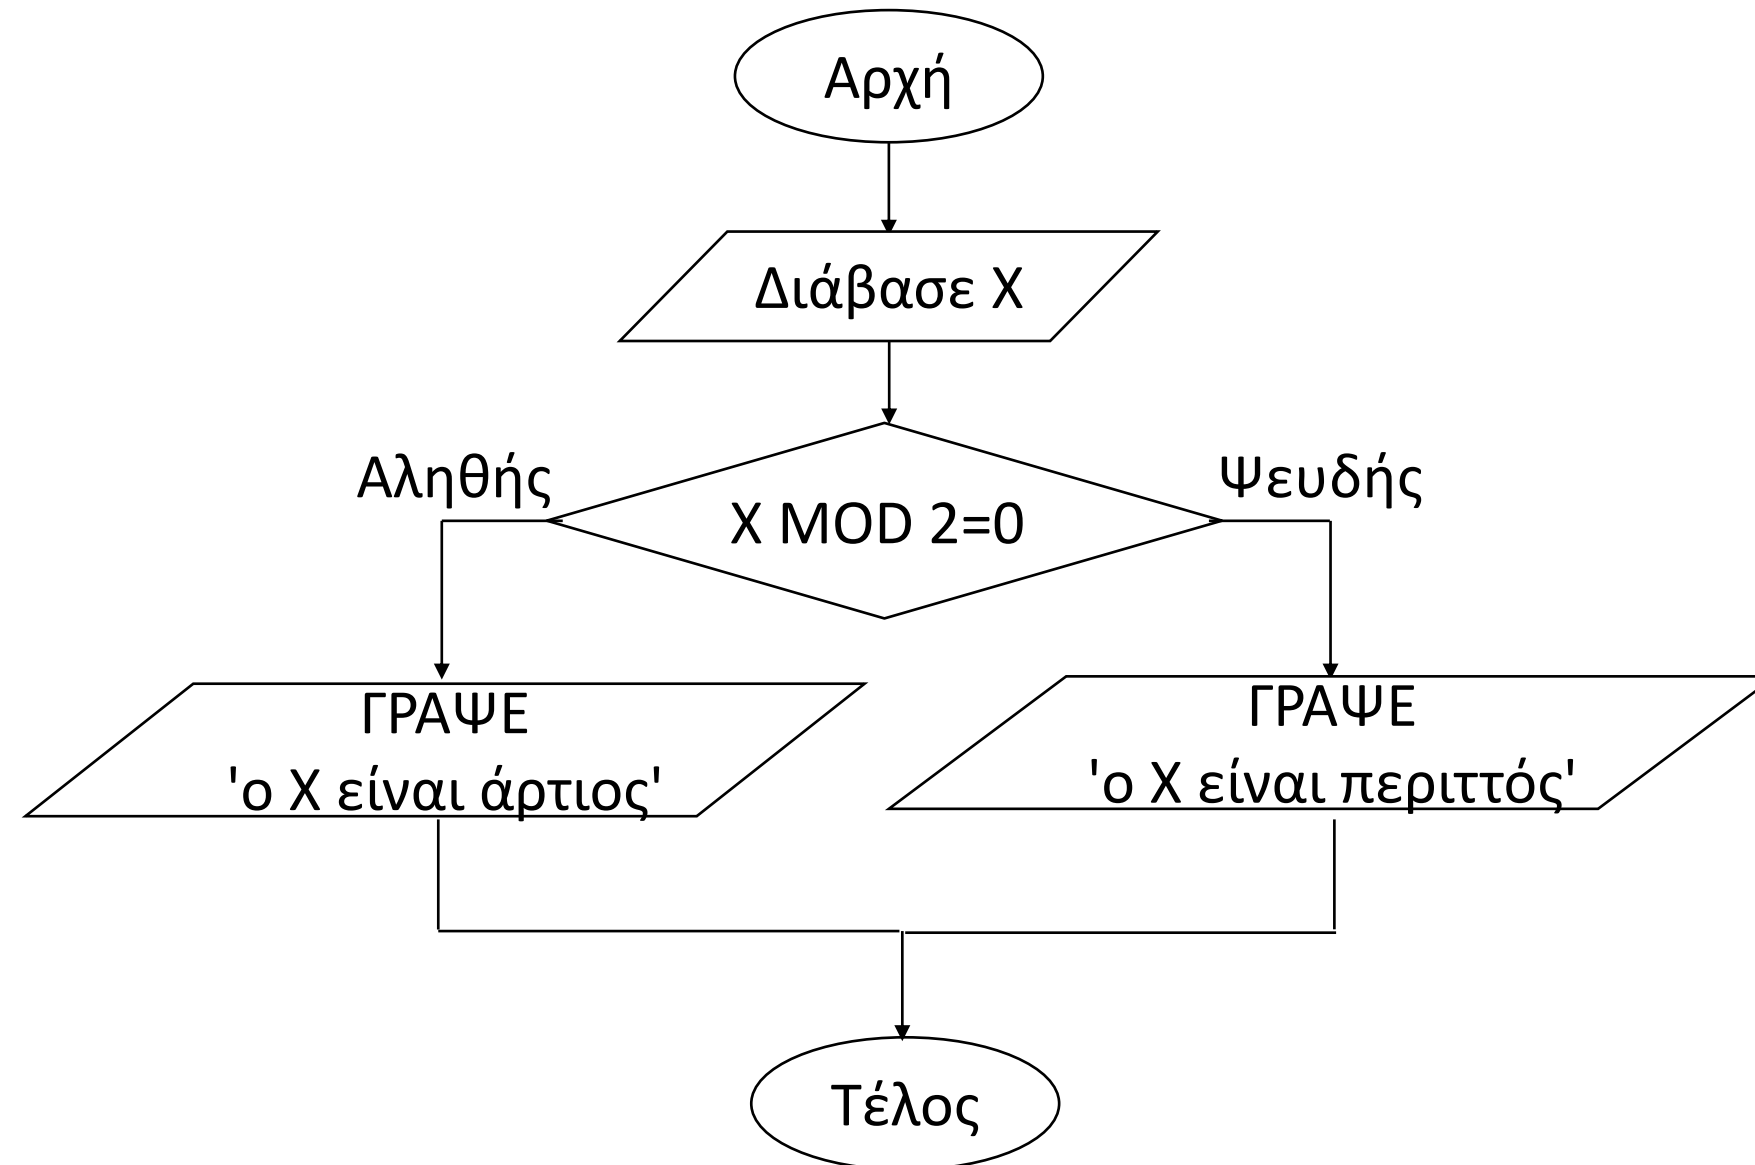 Αρχή
Διάβασε Χ
Αληθής
Ψευδής
Χ MOD 2=0
ΓΡΑΨΕ
'ο Χ είναι άρτιος'
ΓΡΑΨΕ
'ο Χ είναι περιττός'
Τέλος